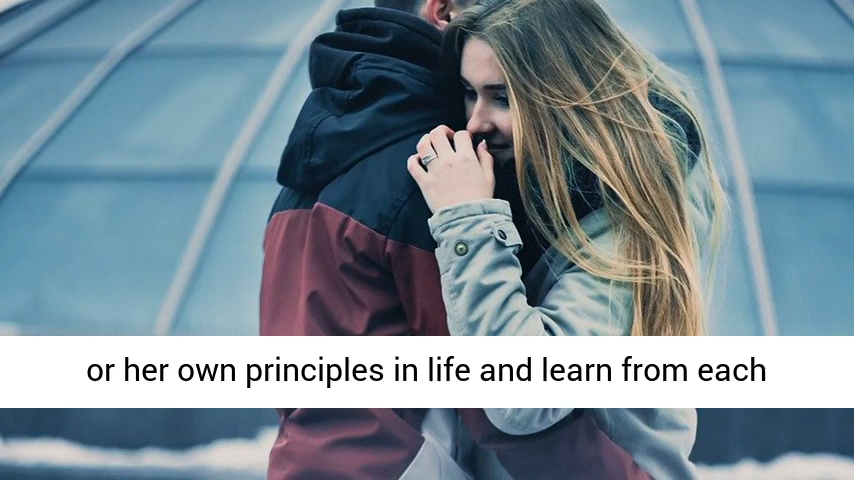 or her own principles in life and learn from each